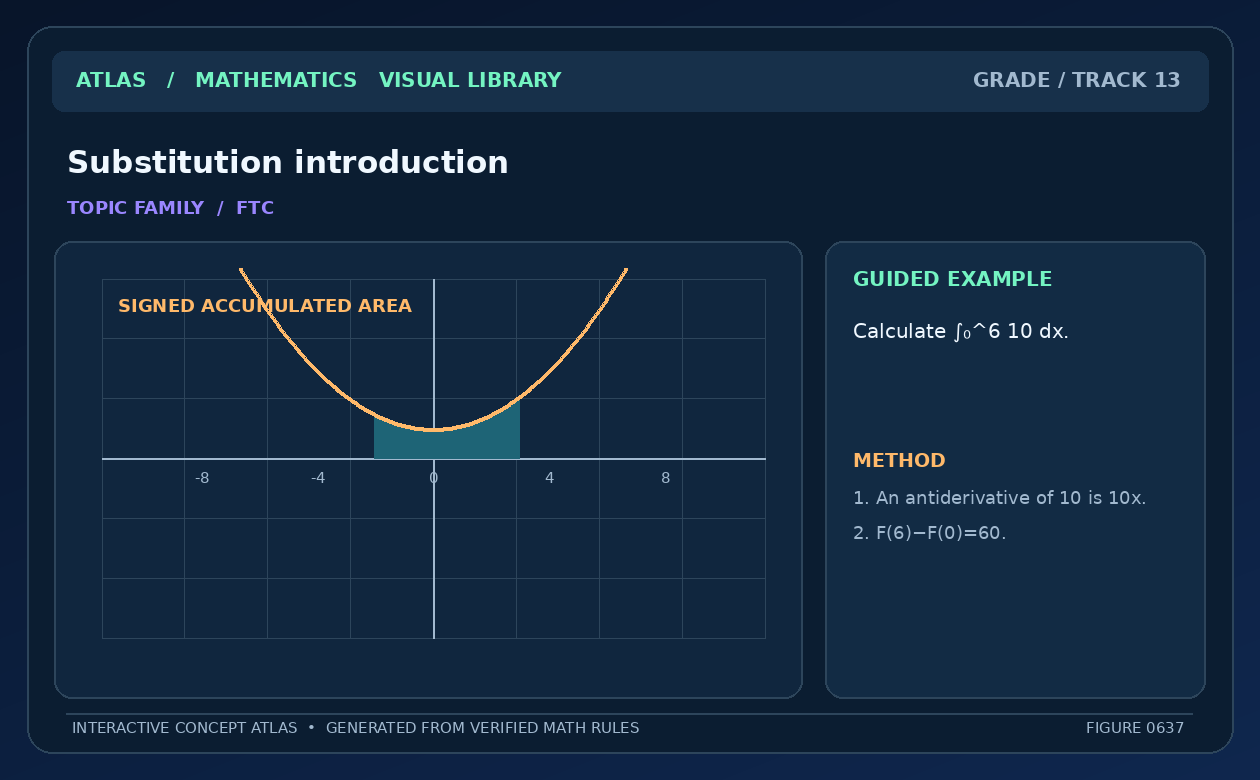 ATLAS / MATHEMATICS VISUAL LIBRARY
GRADE / TRACK 13
Substitution introduction
TOPIC FAMILY / FTC
SIGNED ACCUMULATED AREA
-8 -4 0 4 8
GUIDED EXAMPLE
Calculate ∫₀^6 10 dx.
METHOD
1. An antiderivative of 10 is 10x.
2. F(6)−F(0)=60.
INTERACTIVE CONCEPT ATLAS • GENERATED FROM VERIFIED MATH RULES
FIGURE 0637